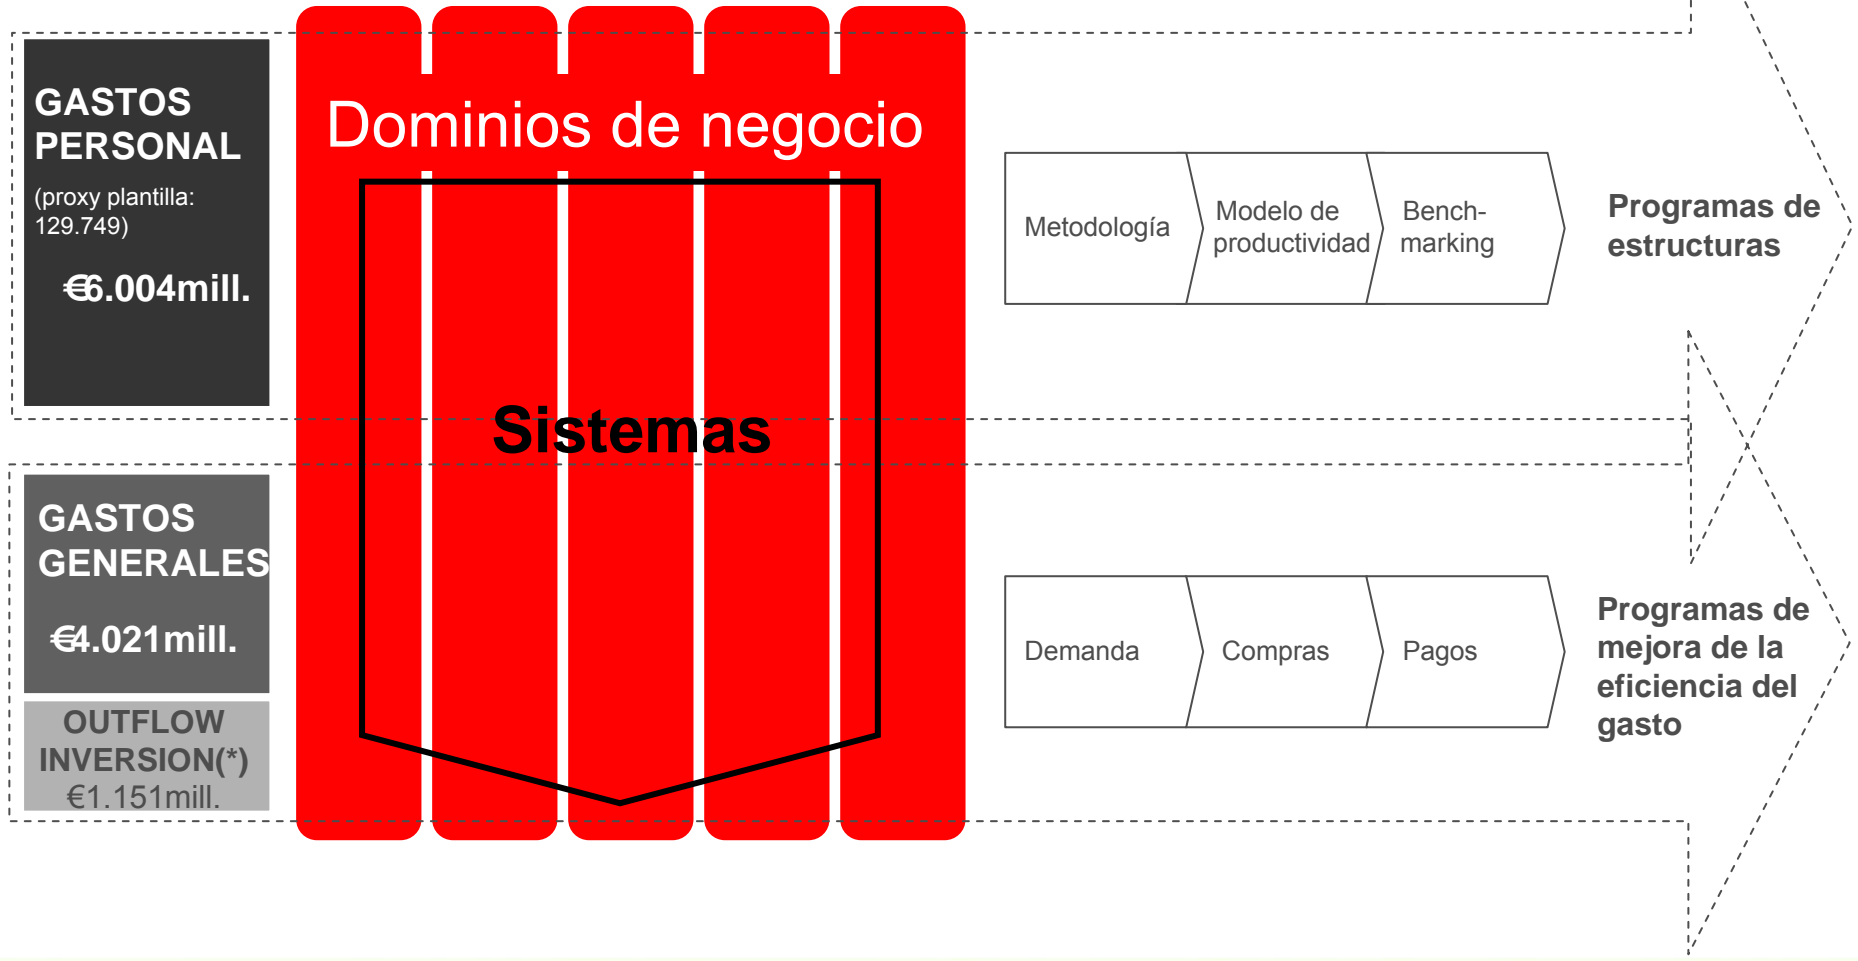 GASTOS
PERSONAL
(proxy plantilla:
129.749)
€6.004mill.
Dominios de negocio
Sistemas
Metodología
Modelo de
productividad
Bench-
marking
Programas de
estructuras
GASTOS
GENERALES
€4.021mill.
OUTFLOW
INVERSION(*)
€1.151mill.
Demanda
Compras
Pagos
Programas de
mejora de la
eficiencia del
gasto